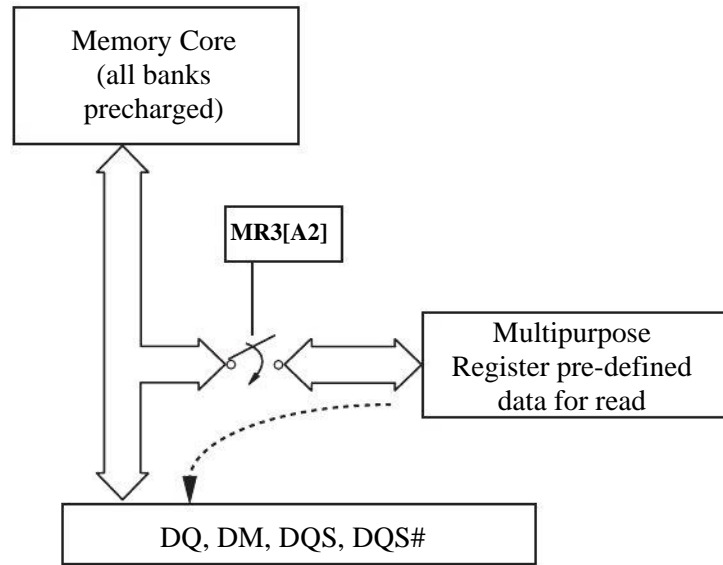 Memory Core
(all banks
precharged)
MR3[A2]
Multipurpose
Register pre-defined
data for read
DQ, DM, DQS, DQS#